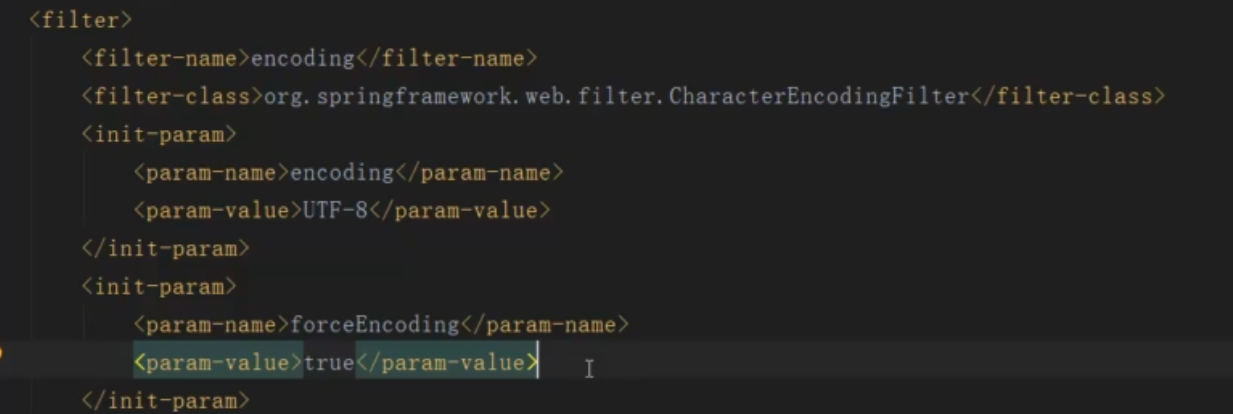 <filter>
<filter-name>encoding</filter-name>
<filter-class>org.springframework.web.filter.CharacterEncodingFilter</filter-class>
<init-param>
<param-name>encoding</param-name>
<param-value>UTF-8</param-value>
</init-param>
<init-param>
<param-name>forceEncoding</param-name>
<param-value>true</param-value>
</init-param>